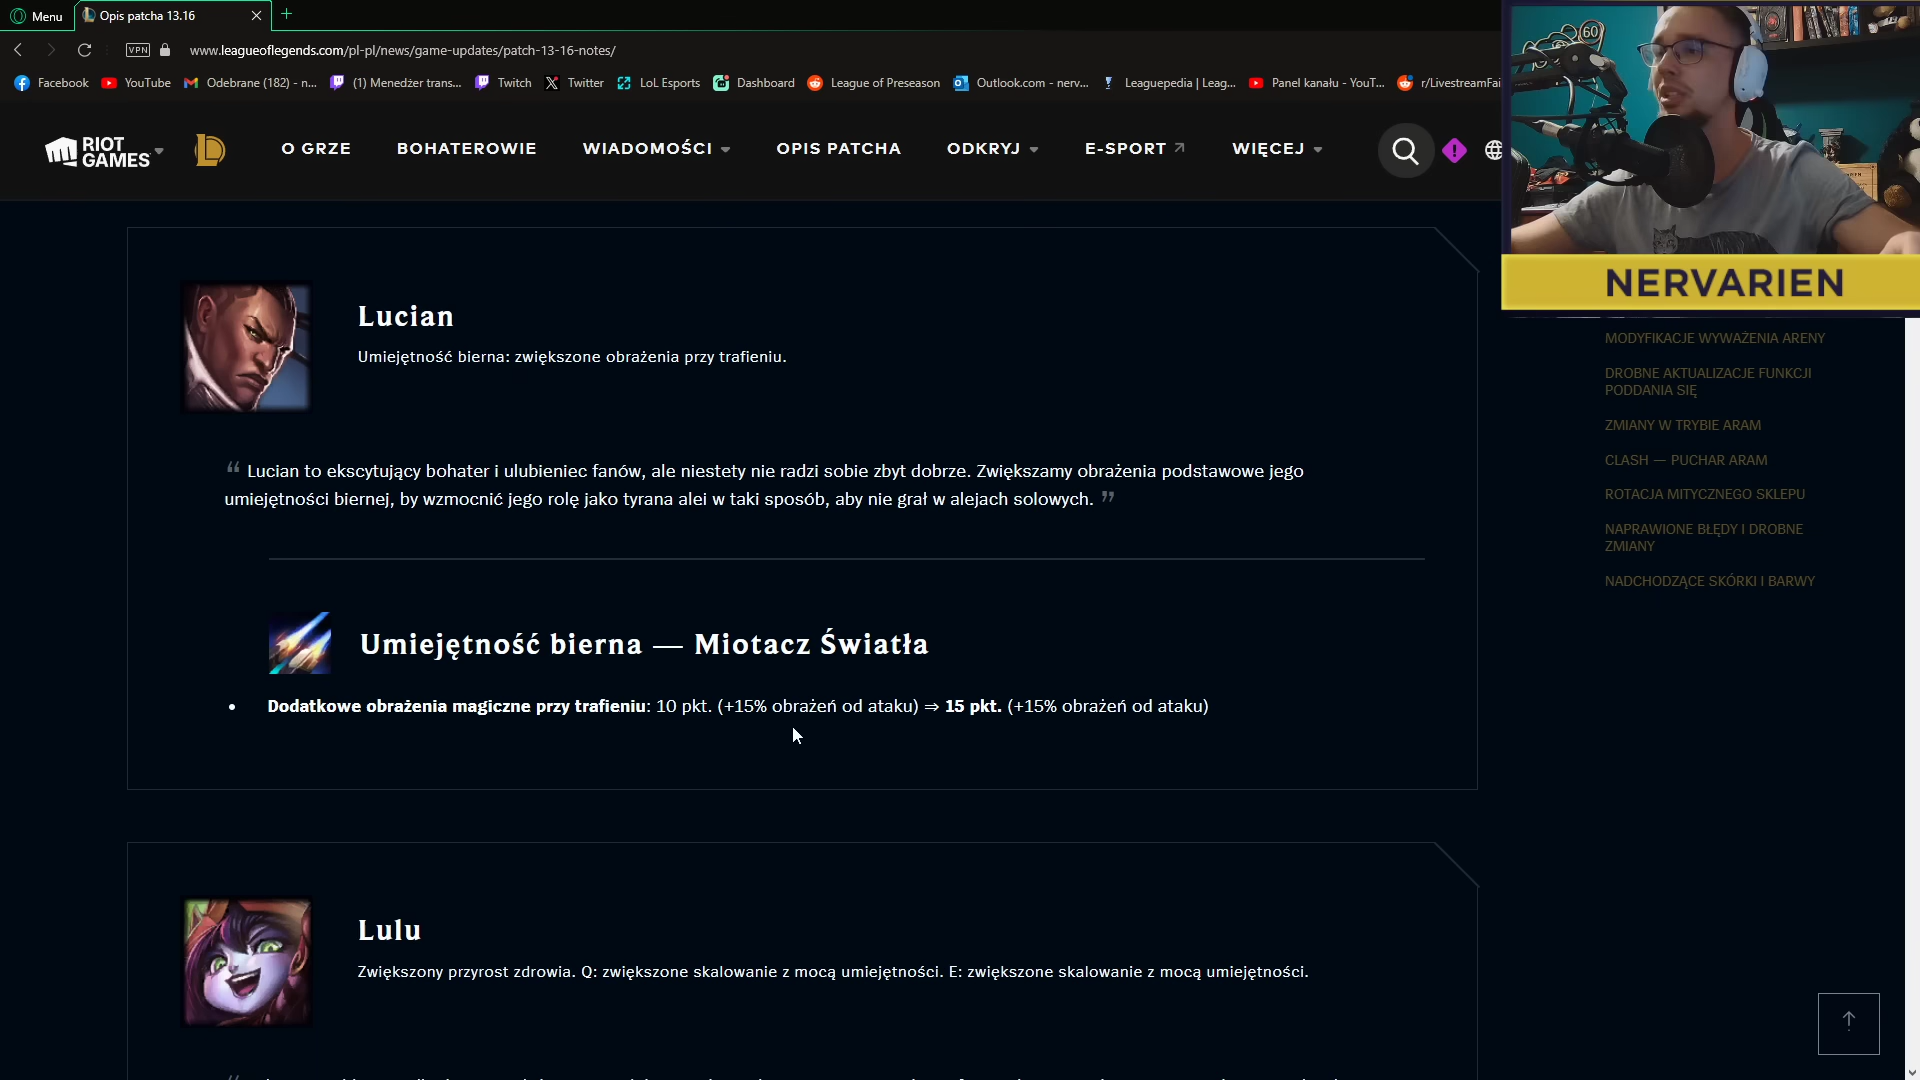 Menu
Opis patcha 13.16
VPN
www.leagueoflegends.com/pl-pl/news/game-updates/patch-13-16-notes/
Facebook YouTube Odebrane (182) - n... (1) Menedżer trans... Twitch Twitter LoL Esports Dashboard League of Preseason Outlook.com - nerv... Leaguepedia | Leag... Panel kanału - YouT... r/LivestreamFai
RIOT GAMES
O GRZE BOHATEROWIE WIADOMOŚCI OPIS PATCHA ODKRYJ E-SPORT WIĘCEJ
60
NERVARIEN
Lucian
Umiejętność bierna: zwiększone obrażenia przy trafieniu.
“ Lucian to ekscytujący bohater i ulubieniec fanów, ale niestety nie radzi sobie zbyt dobrze. Zwiększamy obrażenia podstawowe jego
umiejętności biernej, by wzmocnić jego rolę jako tyrana alei w taki sposób, aby nie grał w alejach solowych. ”
Umiejętność bierna — Miotacz Światła
• Dodatkowe obrażenia magiczne przy trafieniu: 10 pkt. (+15% obrażeń od ataku) ⇒ 15 pkt. (+15% obrażeń od ataku)
Lulu
Zwiększony przyrost zdrowia. Q: zwiększone skalowanie z mocą umiejętności. E: zwiększone skalowanie z mocą umiejętności.
MODYFIKACJE WYWAŻENIA ARENY
DROBNE AKTUALIZACJE FUNKCJI
PODDANIA SIĘ
ZMIANY W TRYBIE ARAM
CLASH — PUCHAR ARAM
ROTACJA MITYCZNEGO SKLEPU
NAPRAWIONE BŁĘDY I DROBNE
ZMIANY
NADCHODZĄCE SKÓRKI I BARWY